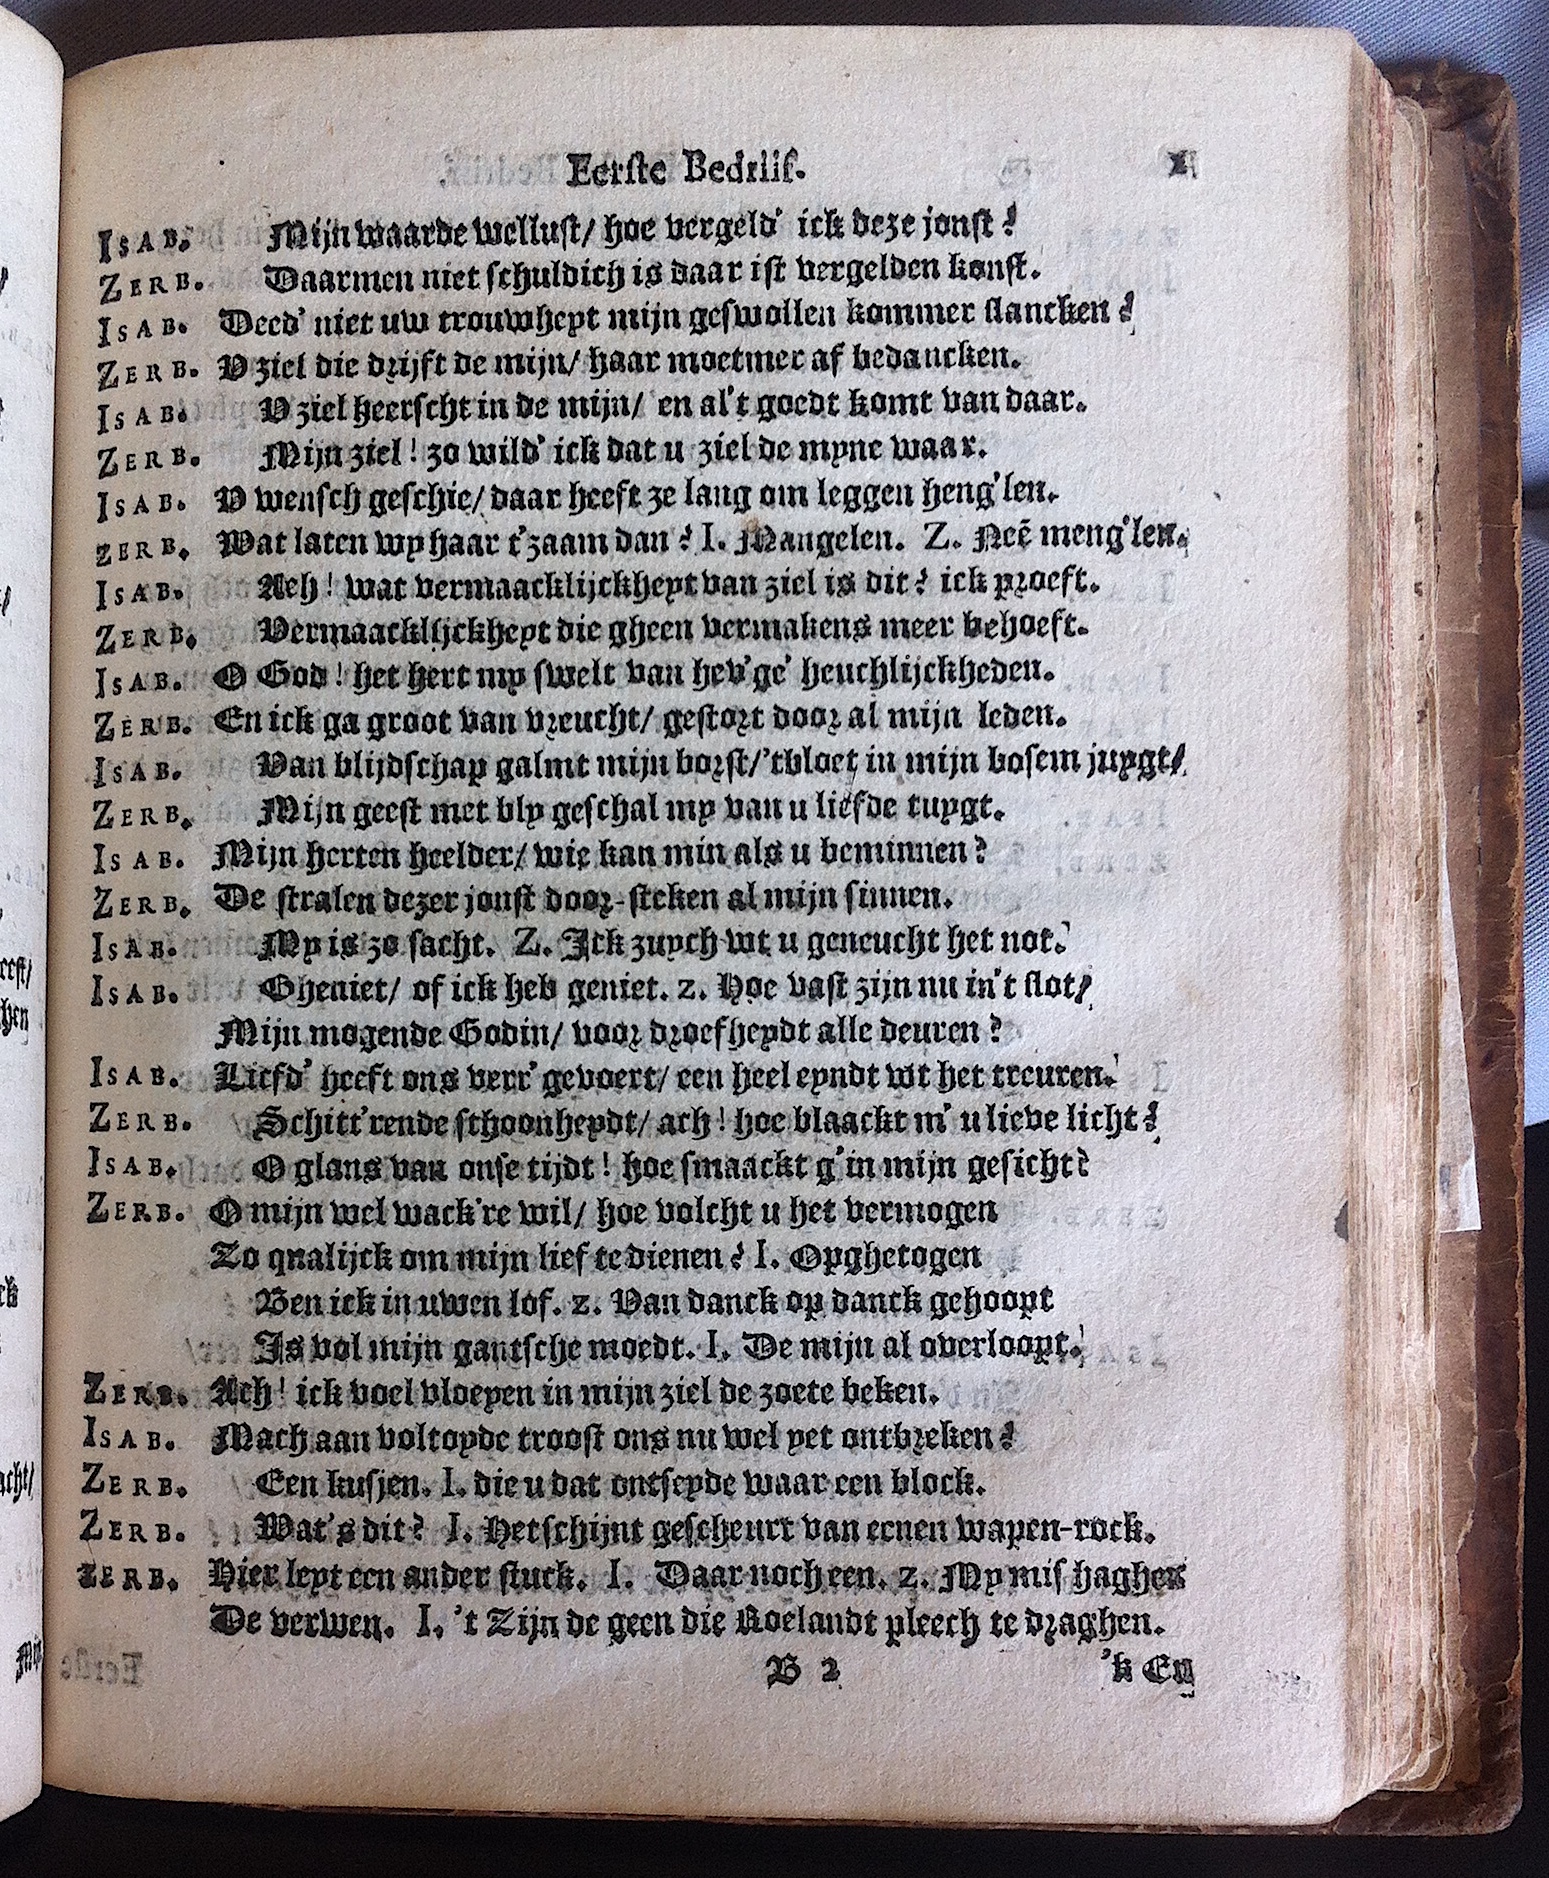 Eerste Bedrijf.
ISAB. Mijn waarde wellust/ hoe vergeld' ick deze jonst?
ZERB. Daarmen niet schuldich is daar ist vergelden konst.
ISAB. Deed' niet uw trouwheyt mijn geswollen kommer slancken?
ZERB. V ziel die drijft de mijn/ haar moetmer af bedancken.
ISAB. V ziel heerscht in de mijn/ en al't goedt komt van daar.
ZERB. Mijn ziel! zo wild' ick dat u ziel de myne waar.
ISAB. V wensch geschie/ daar heeft ze lang om leggen heng'len.
ZERB. Wat laten wy haar t'zaam dan? I. Mangelen. Z. Neẽ meng'len.
ISAB. Ach! wat vermaacklijckheyt van ziel is dit? ick proeft.
ZERB. Vermaacklijckheyt die gheen vermakens meer behoeft.
ISAB. O God! het hert my swelt van hev'ge' heuchlijckheden.
ZERB. En ick ga groot van vreucht/ gestort door al mijn leden.
ISAB. Van blijdschap galmt mijn borst/'tbloet in mijn bosem juygt/
ZERB. Mijn geest met bly geschal my van u liefde tuygt.
ISAB. Mijn herten heelder/ wie kan min als u beminnen?
ZERB. De stralen dezer jonst door-steken al mijn sinnen.
ISAB. My is zo sacht. Z. Ick zuych wt u geneucht het not.
ISAB. Gheniet/ of ick heb geniet. z. Hoe vast zijn nu in't slot/
Mijn mogende Godin/ voor droefheydt alle deuren?
ISAB. Liefd' heeft ons verr' gevoert/ een heel eyndt wt het treuren.
ZERB. Schitt'rende schoonheydt/ ach! hoe blaackt m' u lieve licht?
ISAB. O glans van onse tijdt! hoe smaackt g'in mijn gesicht?
ZERB. O mijn wel wack're wil/ hoe volcht u het vermogen
Zo qualijck om mijn lief te dienen? I. Opghetogen
Ben ick in uwen lof. z. Van danck op danck gehoopt
Is vol mijn gantsche moedt. I. De mijn al overloopt.
ZERB. Ach! ick voel vloeyen in mijn ziel de zoete beken.
ISAB. Mach aan voltoyde troost ons nu wel yet ontbreken?
ZERB. Een kusjen. I. die u dat ontseyde waar een block.
ZERB. Wat's dit? I. Het schijnt gescheurt van eenen wapen-rock.
ZERB. Hier leyt een ander stuck. I. Daar noch een. z. My mishaghen
De verwen. I. 't Zijn de geen die Roelandt pleech te draghen.
B 2 'k En